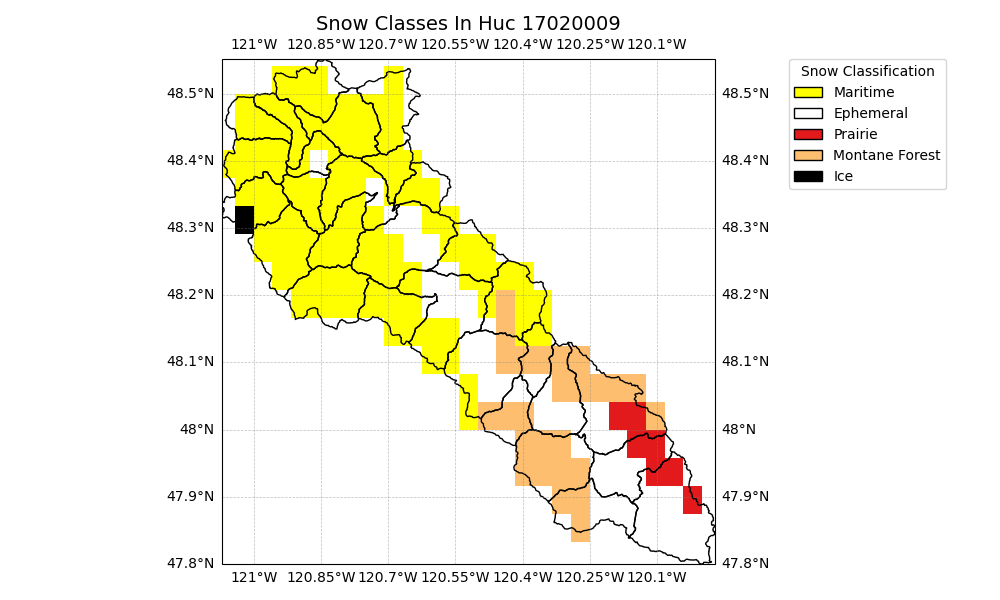 Snow Classes In Huc 17020009
121°W 120.85°W 120.7°W 120.55°W 120.4°W 120.25°W 120.1°W
Snow Classification
Maritime
Ephemeral
Prairie
Montane Forest
Ice
48.5°N 48.5°N
48.4°N 48.4°N
48.3°N 48.3°N
48.2°N 48.2°N
48.1°N 48.1°N
48°N 48°N
47.9°N 47.9°N
47.8°N 47.8°N
121°W 120.85°W 120.7°W 120.55°W 120.4°W 120.25°W 120.1°W